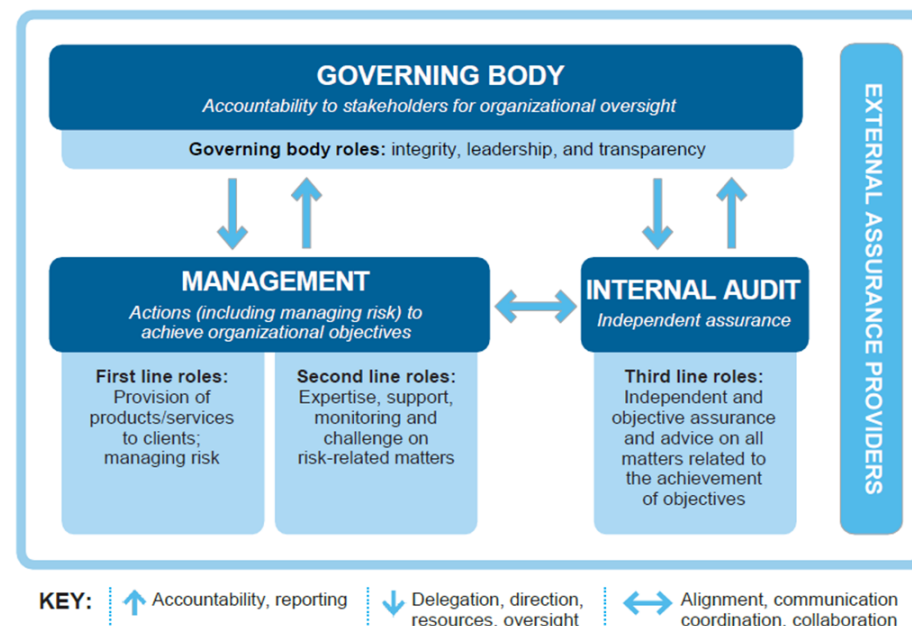 GOVERNING BODY
Accountability to stakeholders for organizational oversight
Governing body roles: integrity, leadership, and transparency
MANAGEMENT
Actions (including managing risk) to
achieve organizational objectives
First line roles:
Provision of
products/services
to clients;
managing risk
Second line roles:
Expertise, support,
monitoring and
challenge on
risk-related matters
INTERNAL AUDIT
Independent assurance
Third line roles:
Independent and
objective assurance
and advice on all
matters related to
the achievement
of objectives
EXTERNAL ASSURANCE PROVIDERS
KEY:
Accountability, reporting
Delegation, direction,
resources, oversight
Alignment, communication
coordination, collaboration